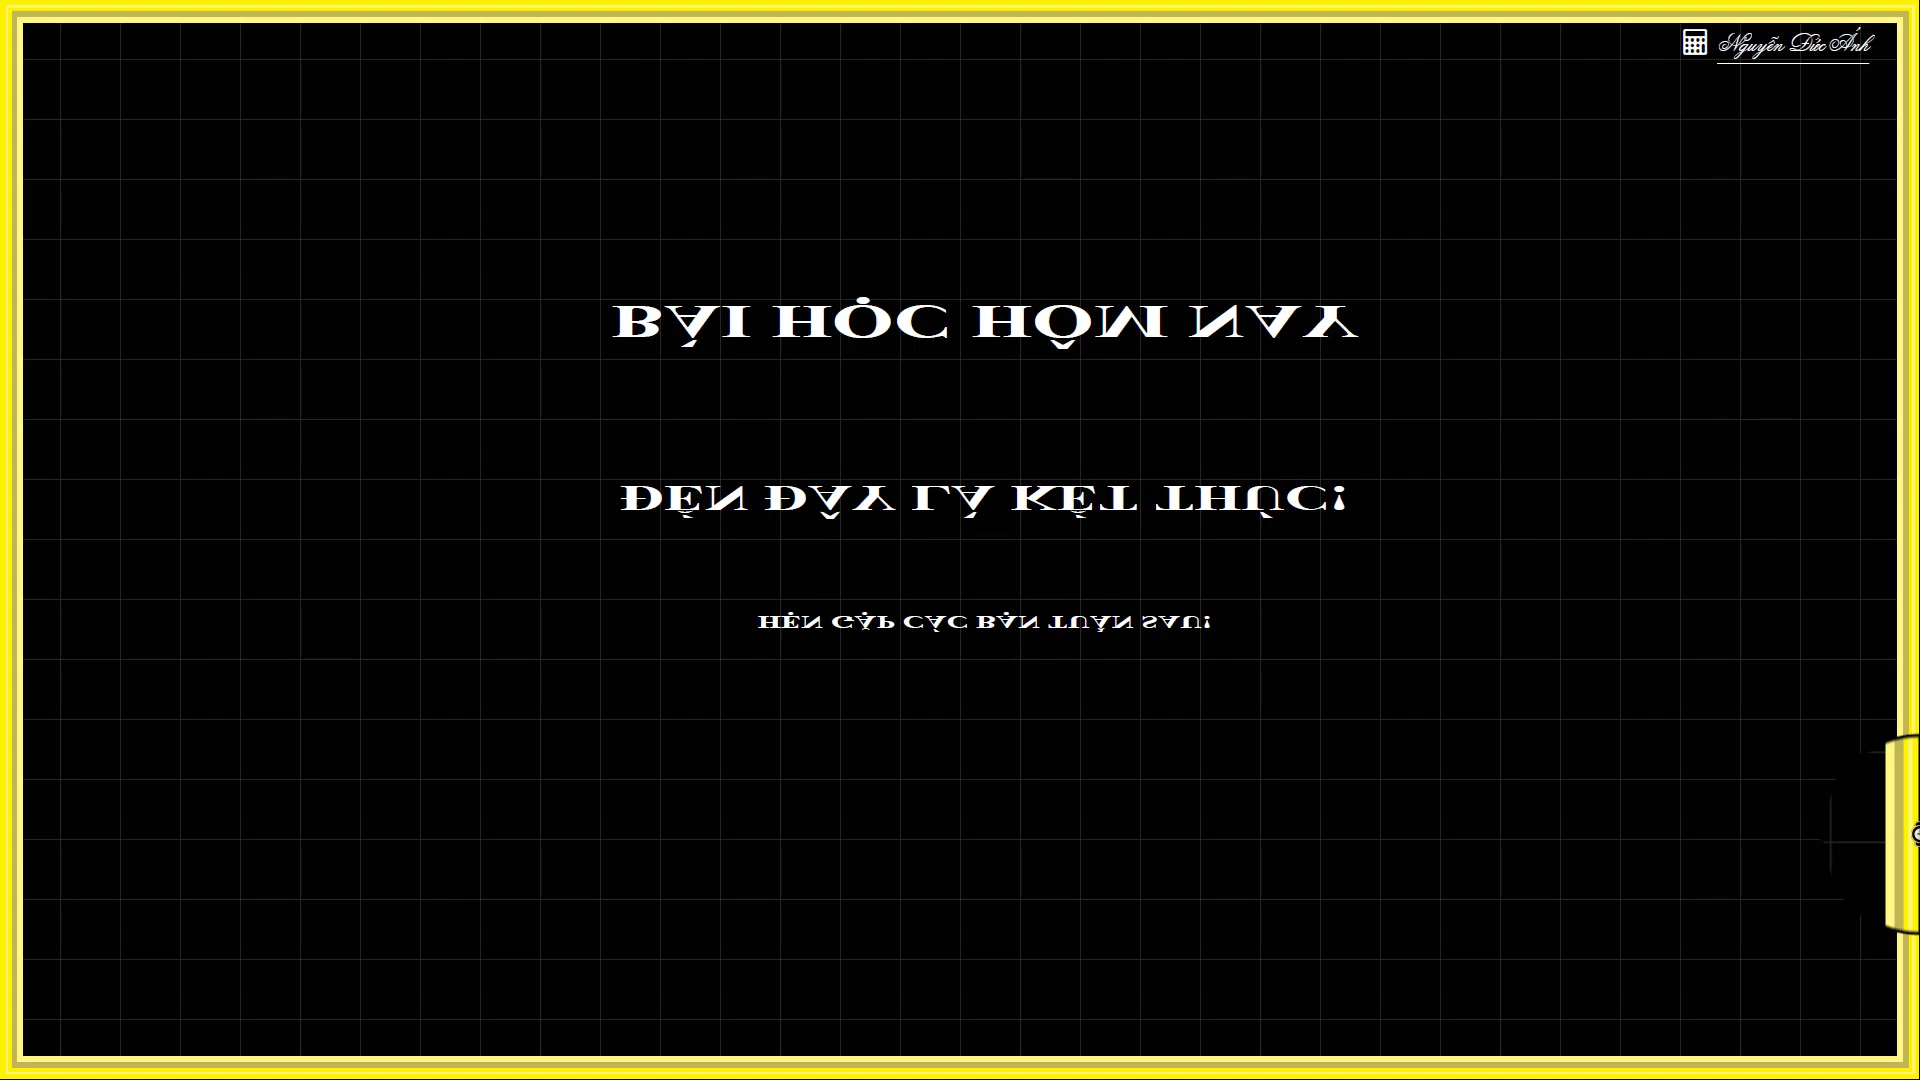 Nguyễn Đức Ánh
BÀI HỌC HÔM NAY
ĐẾN ĐÂY LÀ KẾT THÚC!
HẸN GẶP CÁC BẠN TUẦN SAU!